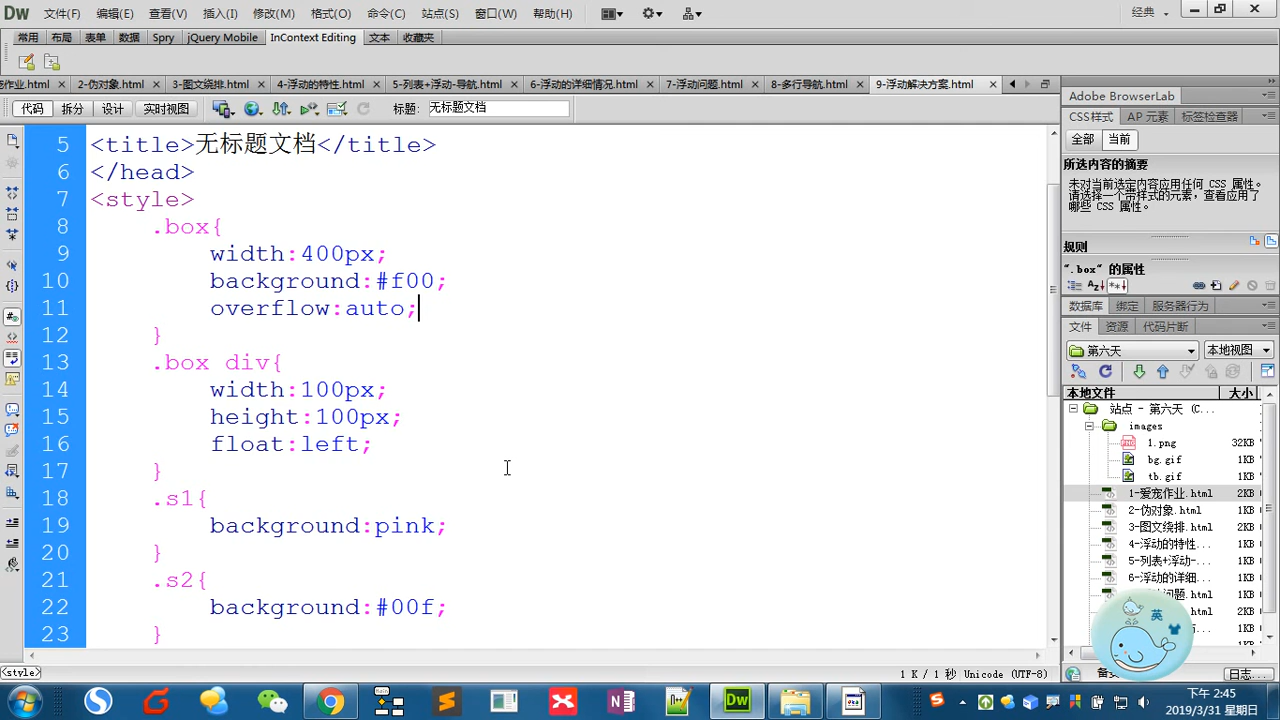 Dw 文件(F) 编辑(E) 查看(V) 插入(I) 修改(M) 格式(O) 命令(C) 站点(S) 窗口(W) 帮助(H) 经典
常用 布局 表单 数据 Spry jQuery Mobile InContext Editing 文本 收藏夹
作业.html 2-伪对象.html 3-图文绕排.html 4-浮动的特性.html 5-列表+浮动-导航.html 6-浮动的详细情况.html 7-浮动问题.html 8-多行导航.html 9-浮动解决方案.html
代码 拆分 设计 实时视图 标题: 无标题文档
5 <title>无标题文档</title>
6 </head>
7 <style>
8 .box{
9 width:400px;
10 background:#f00;
11 overflow:auto;
12 }
13 .box div{
14 width:100px;
15 height:100px;
16 float:left;
17 }
18 .s1{
19 background:pink;
20 }
21 .s2{
22 background:#00f;
23 }
<style>
1 K / 1 秒 Unicode (UTF-8)
Adobe BrowserLab
CSS样式 AP 元素 标签检查器
全部 当前
所选内容的摘要
未对当前选定内容应用任何 CSS 属性。
请选择一个带样式的元素，查看应用了
哪些 CSS 属性。
规则
".box" 的属性
数据库 绑定 服务器行为
文件 资源 代码片断
第六天 本地视图
本地文件 大小
站点 - 第六天 (C...
images
1.png 32KB
bg.gif 1KB
tb.gif 1KB
1-爱宠作业.html 2KB
2-伪对象.html 1KB
3-图文绕排.html 1KB
4-浮动的特性... 1KB
5-列表+浮动-... 1KB
6-浮动的详细... 1KB
问题.html 1KB
英
日志...
下午 2:45
2019/3/31 星期日